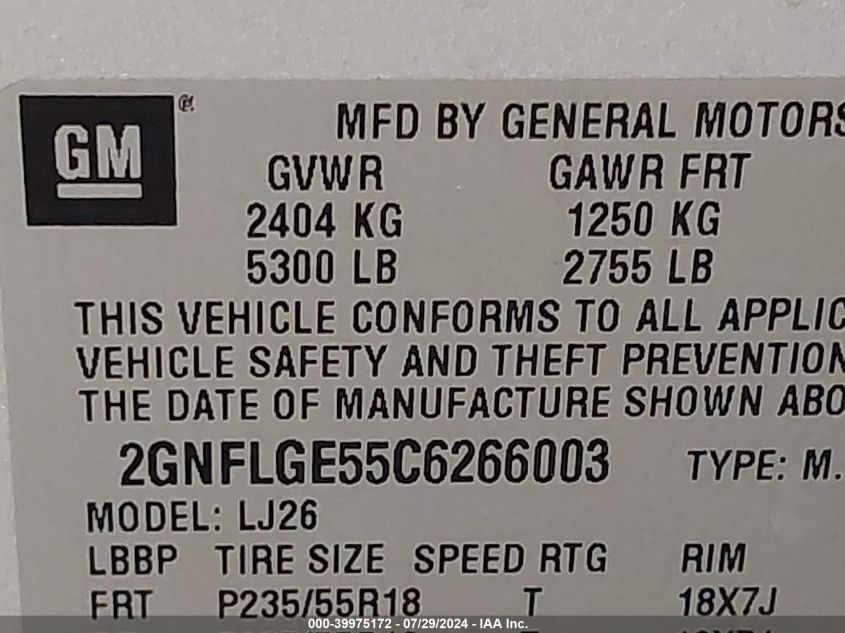 GM ®
MFD BY GENERAL MOTORS
GVWR GAWR FRT
2404 KG 1250 KG
5300 LB 2755 LB
THIS VEHICLE CONFORMS TO ALL APPLIC
VEHICLE SAFETY AND THEFT PREVENTION
THE DATE OF MANUFACTURE SHOWN ABO
2GNFLGE55C6266003 TYPE: M.
MODEL: LJ26
LBBP TIRE SIZE SPEED RTG RIM
FRT P235/55R18 T 18X7J
000-39975172 - 07/29/2024 - IAA Inc.